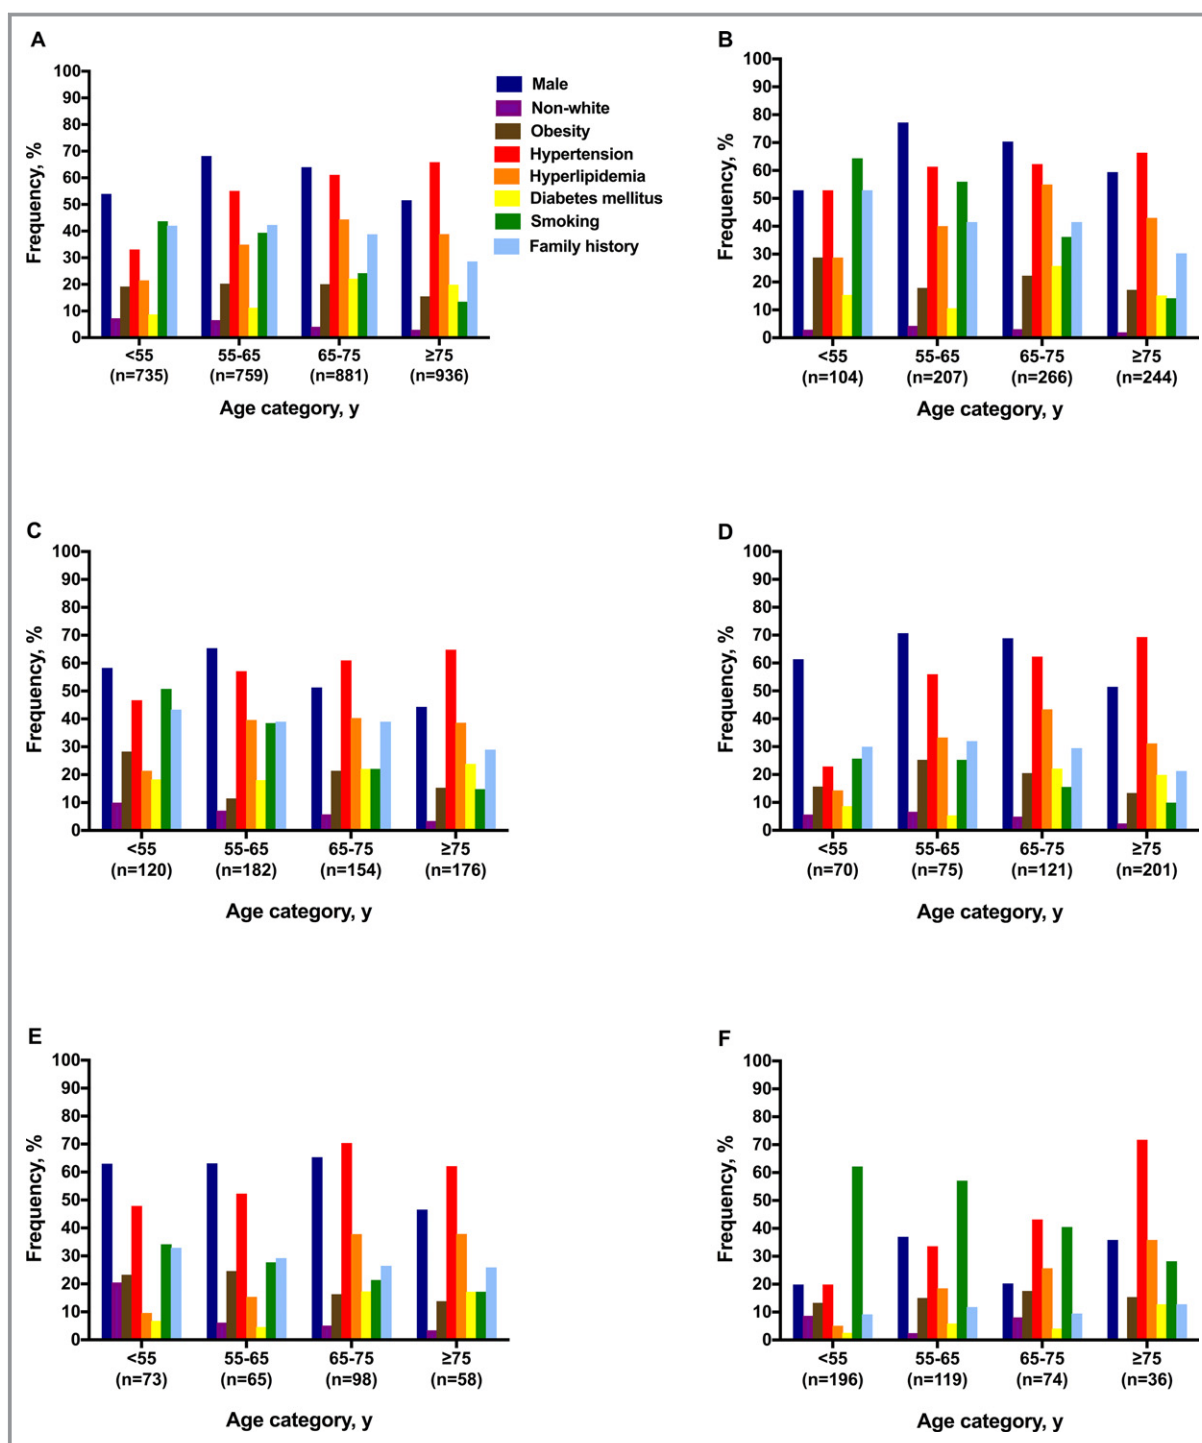 A
Frequency, %
100
90
80
70
60
50
40
30
20
10
0
<55 55-65 65-75 ≥75
(n=735) (n=759) (n=881) (n=936)
Age category, y
Male
Non-white
Obesity
Hypertension
Hyperlipidemia
Diabetes mellitus
Smoking
Family history
B
Frequency, %
100
90
80
70
60
50
40
30
20
10
0
<55 55-65 65-75 ≥75
(n=104) (n=207) (n=266) (n=244)
Age category, y
C
Frequency, %
100
90
80
70
60
50
40
30
20
10
0
<55 55-65 65-75 ≥75
(n=120) (n=182) (n=154) (n=176)
Age category, y
D
Frequency, %
100
90
80
70
60
50
40
30
20
10
0
<55 55-65 65-75 ≥75
(n=70) (n=75) (n=121) (n=201)
Age category, y
E
Frequency, %
100
90
80
70
60
50
40
30
20
10
0
<55 55-65 65-75 ≥75
(n=73) (n=65) (n=98) (n=58)
Age category, y
F
Frequency, %
100
90
80
70
60
50
40
30
20
10
0
<55 55-65 65-75 ≥75
(n=196) (n=119) (n=74) (n=36)
Age category, y